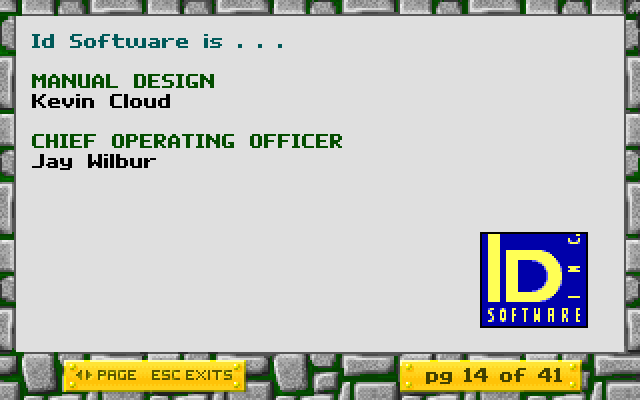 Id Software is . . .
MANUAL DESIGN
Kevin Cloud
CHIEF OPERATING OFFICER
Jay Wilbur
ID
INC.
SOFTWARE
PAGE ESC EXITS
pg 14 of 41